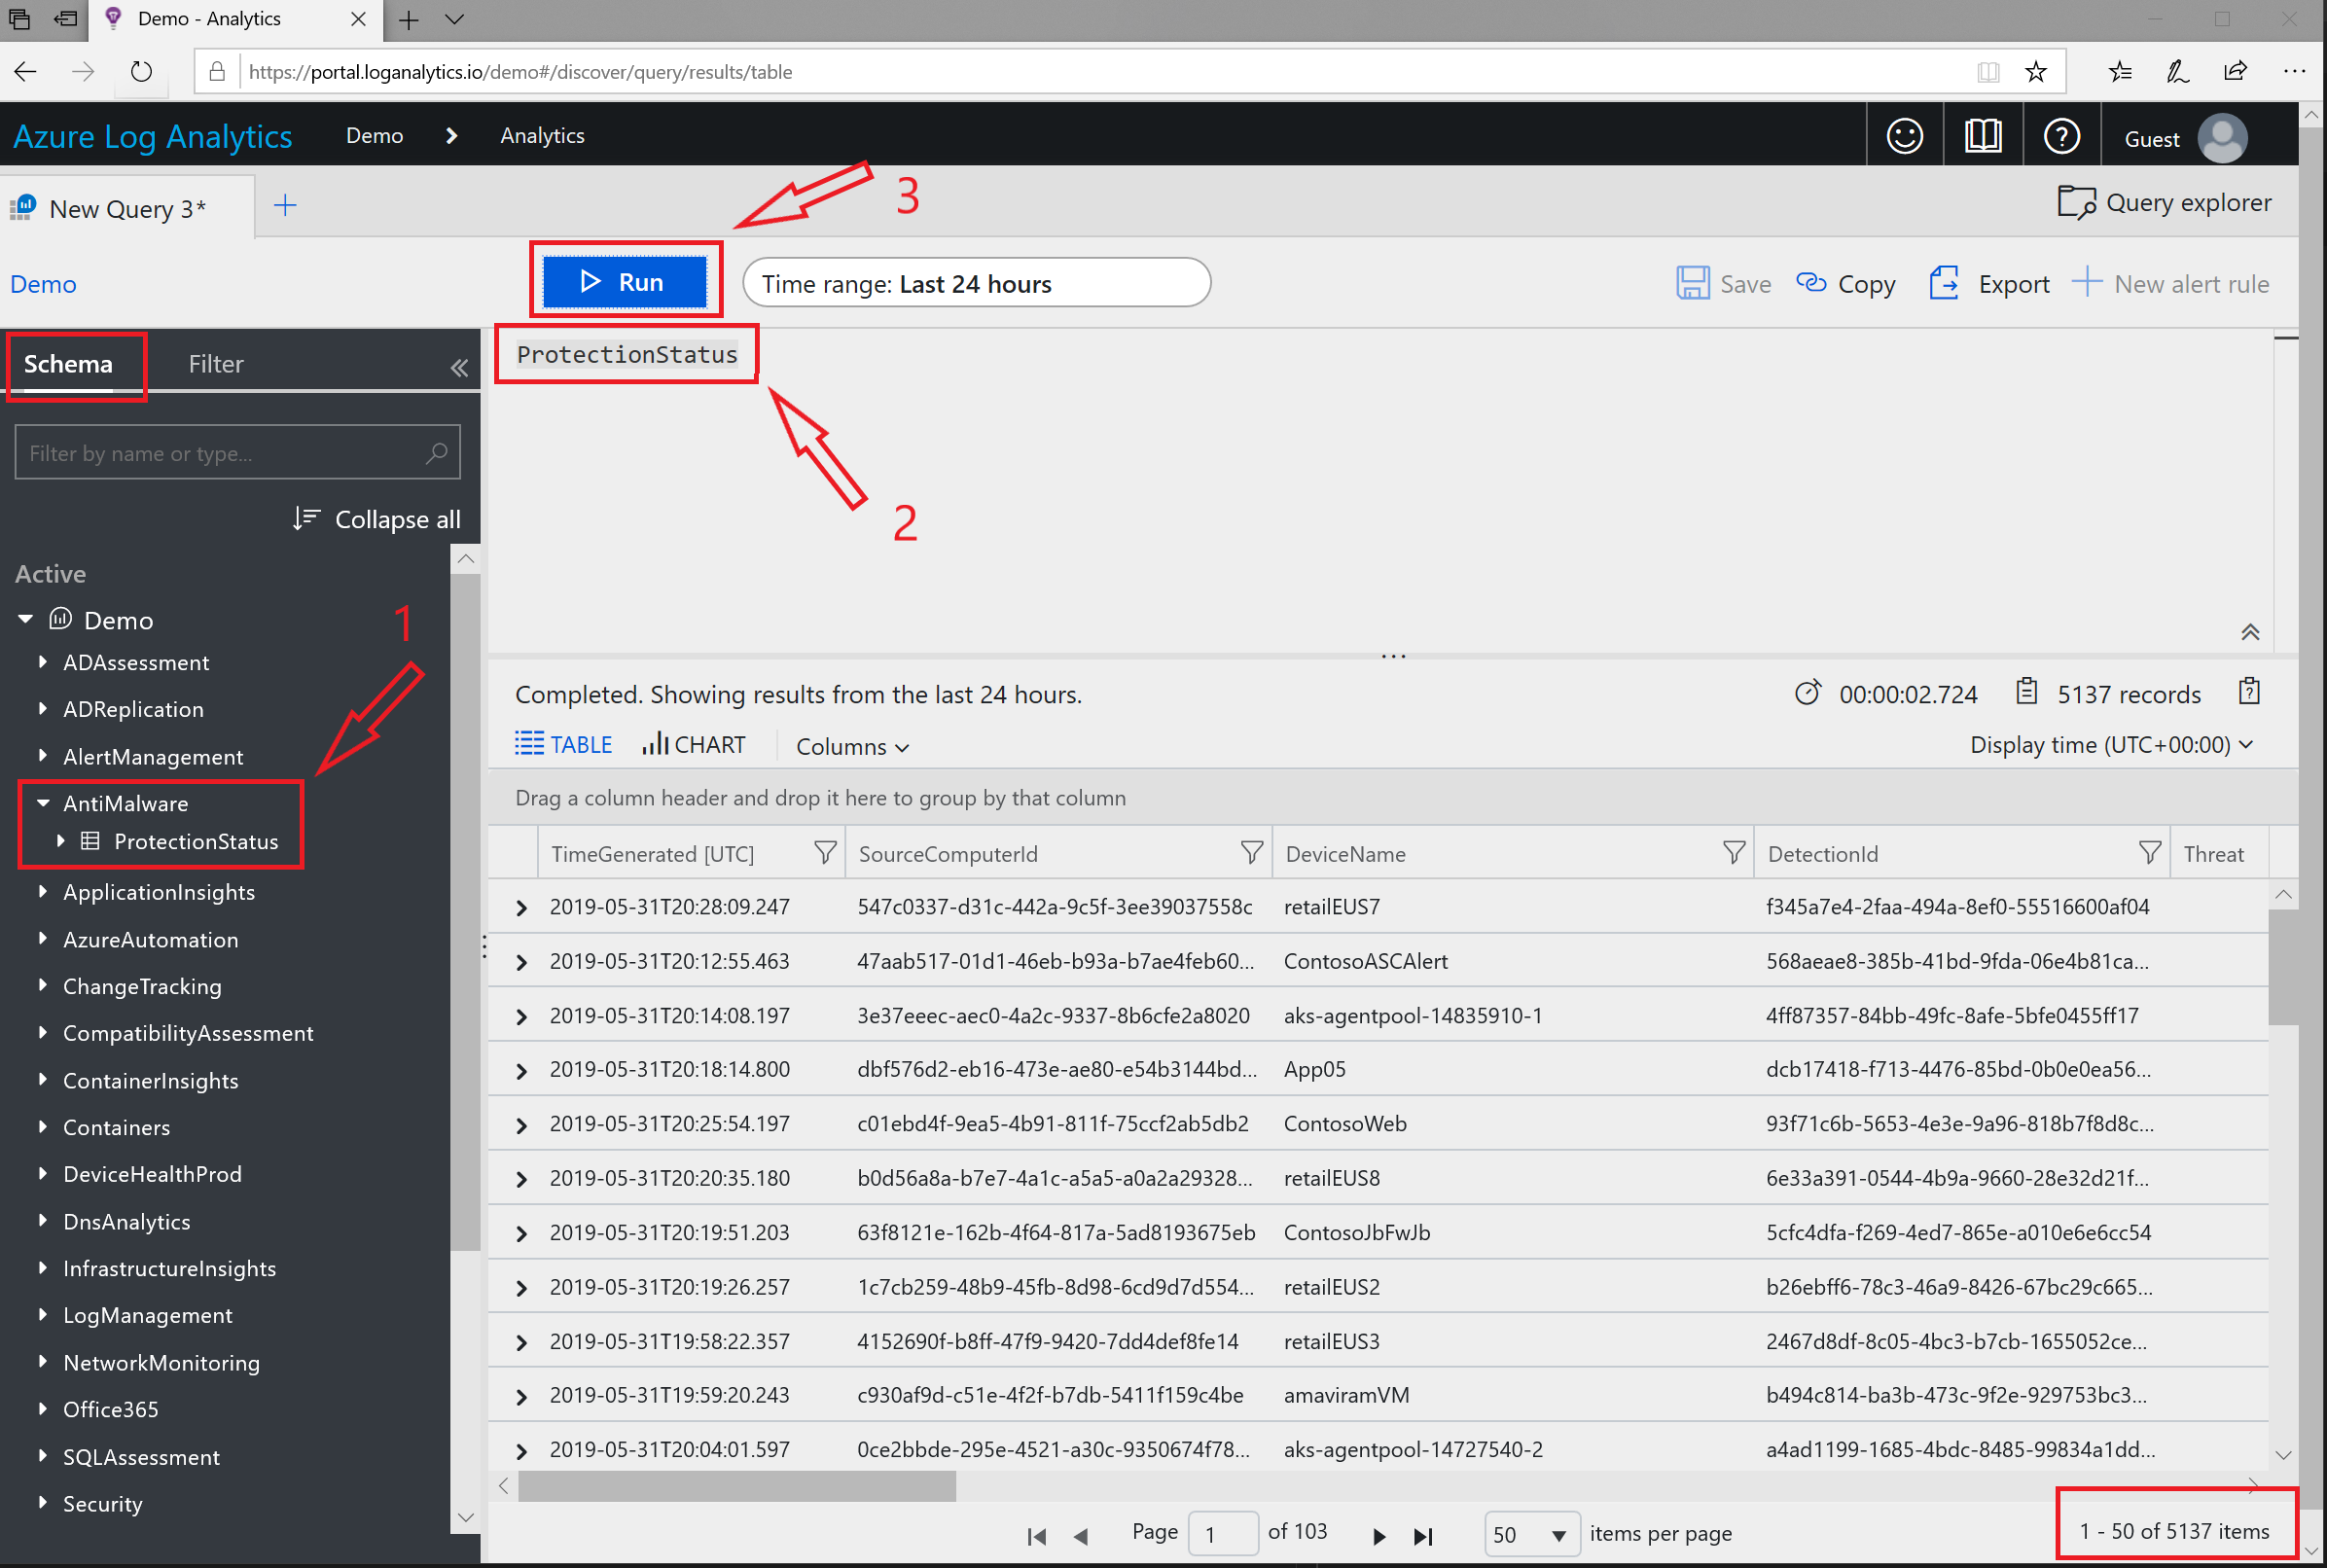 Demo - Analytics
https://portal.loganalytics.io/demo#/discover/query/results/table
Azure Log Analytics Demo Analytics Guest
New Query 3* Query explorer
3
Demo Run Time range: Last 24 hours Save Copy Export New alert rule
Schema Filter
ProtectionStatus
2
Filter by name or type...
Collapse all
Active
1
Demo
ADAssessment
ADReplication
AlertManagement
AntiMalware
ProtectionStatus
ApplicationInsights
AzureAutomation
ChangeTracking
CompatibilityAssessment
ContainerInsights
Containers
DeviceHealthProd
DnsAnalytics
InfrastructureInsights
LogManagement
NetworkMonitoring
Office365
SQLAssessment
Security
Completed. Showing results from the last 24 hours. 00:00:02.724 5137 records
TABLE CHART Columns Display time (UTC+00:00)
Drag a column header and drop it here to group by that column
TimeGenerated [UTC] SourceComputerId DeviceName DetectionId Threat
2019-05-31T20:28:09.247 547c0337-d31c-442a-9c5f-3ee39037558c retailEUS7 f345a7e4-2faa-494a-8ef0-55516600af04
2019-05-31T20:12:55.463 47aab517-01d1-46eb-b93a-b7ae4feb60... ContosoASCAlert 568aeae8-385b-41bd-9fda-06e4b81ca...
2019-05-31T20:14:08.197 3e37eeec-aec0-4a2c-9337-8b6cfe2a8020 aks-agentpool-14835910-1 4ff87357-84bb-49fc-8afe-5bfe0455ff17
2019-05-31T20:18:14.800 dbf576d2-eb16-473e-ae80-e54b3144bd... App05 dcb17418-f713-4476-85bd-0b0e0ea56...
2019-05-31T20:25:54.197 c01ebd4f-9ea5-4b91-811f-75ccf2ab5db2 ContosoWeb 93f71c6b-5653-4e3e-9a96-818b7f8d8c...
2019-05-31T20:20:35.180 b0d56a8a-b7e7-4a1c-a5a5-a0a2a29328... retailEUS8 6e33a391-0544-4b9a-9660-28e32d21f...
2019-05-31T20:19:51.203 63f8121e-162b-4f64-817a-5ad8193675eb ContosoJbFwJb 5cfc4dfa-f269-4ed7-865e-a010e6e6cc54
2019-05-31T20:19:26.257 1c7cb259-48b9-45fb-8d98-6cd9d7d554... retailEUS2 b26ebff6-78c3-46a9-8426-67bc29c665...
2019-05-31T19:58:22.357 4152690f-b8ff-47f9-9420-7dd4def8fe14 retailEUS3 2467d8df-8c05-4bc3-b7cb-1655052ce...
2019-05-31T19:59:20.243 c930af9d-c51e-4f2f-b7db-5411f159c4be amaviramVM b494c814-ba3b-473c-9f2e-929753bc3...
2019-05-31T20:04:01.597 0ce2bbde-295e-4521-a30c-9350674f78... aks-agentpool-14727540-2 a4ad1199-1685-4bdc-8485-99834a1dd...
Page 1 of 103 50 items per page 1 - 50 of 5137 items